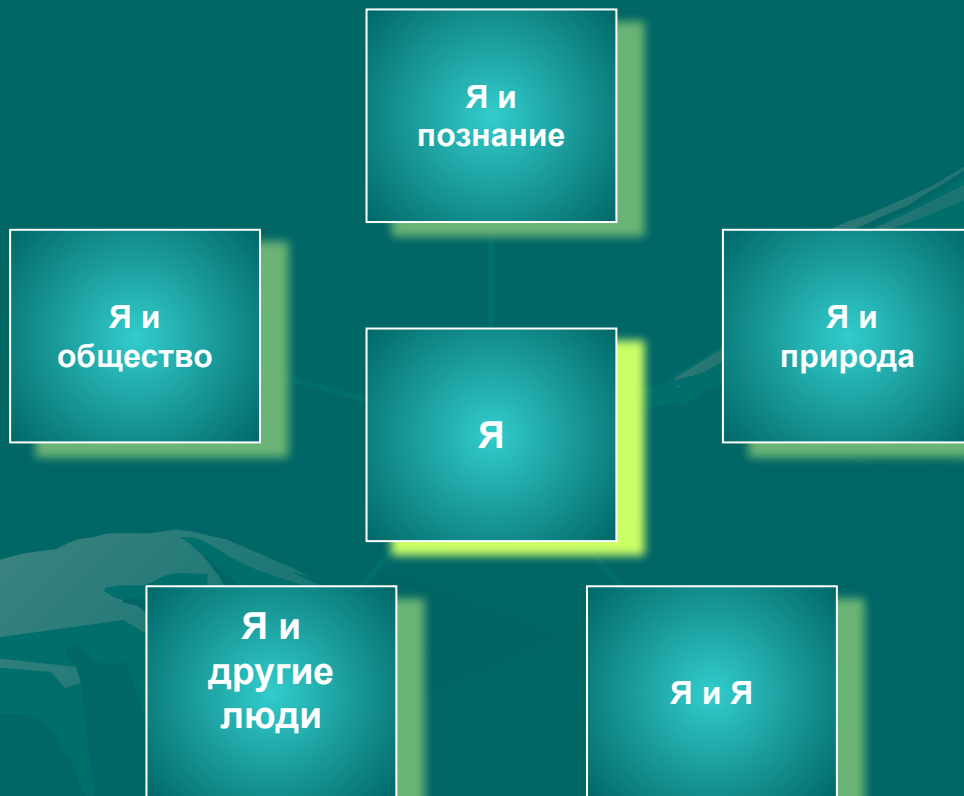 Я и
познание
Я и
общество
Я и
природа
Я
Я и
другие
люди
Я и Я